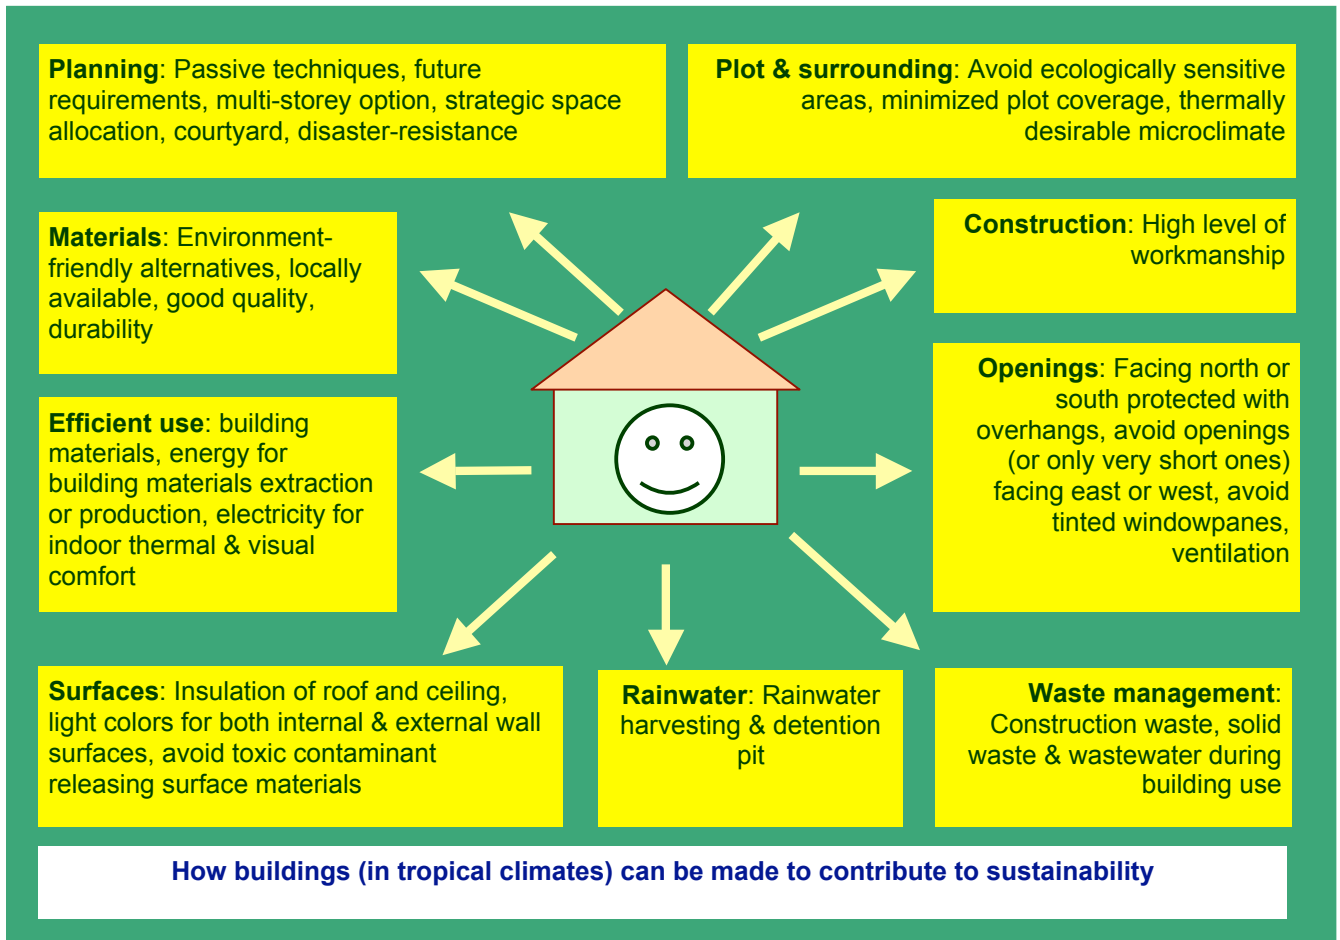 Planning: Passive techniques, future
requirements, multi-storey option, strategic space
allocation, courtyard, disaster-resistance
Plot & surrounding: Avoid ecologically sensitive
areas, minimized plot coverage, thermally
desirable microclimate
Materials: Environment-
friendly alternatives, locally
available, good quality,
durability
Construction: High level of
workmanship
Efficient use: building
materials, energy for
building materials extraction
or production, electricity for
indoor thermal & visual
comfort
Openings: Facing north or
south protected with
overhangs, avoid openings
(or only very short ones)
facing east or west, avoid
tinted windowpanes,
ventilation
Surfaces: Insulation of roof and ceiling,
light colors for both internal & external wall
surfaces, avoid toxic contaminant
releasing surface materials
Rainwater: Rainwater
harvesting & detention
pit
Waste management:
Construction waste, solid
waste & wastewater during
building use
How buildings (in tropical climates) can be made to contribute to sustainability